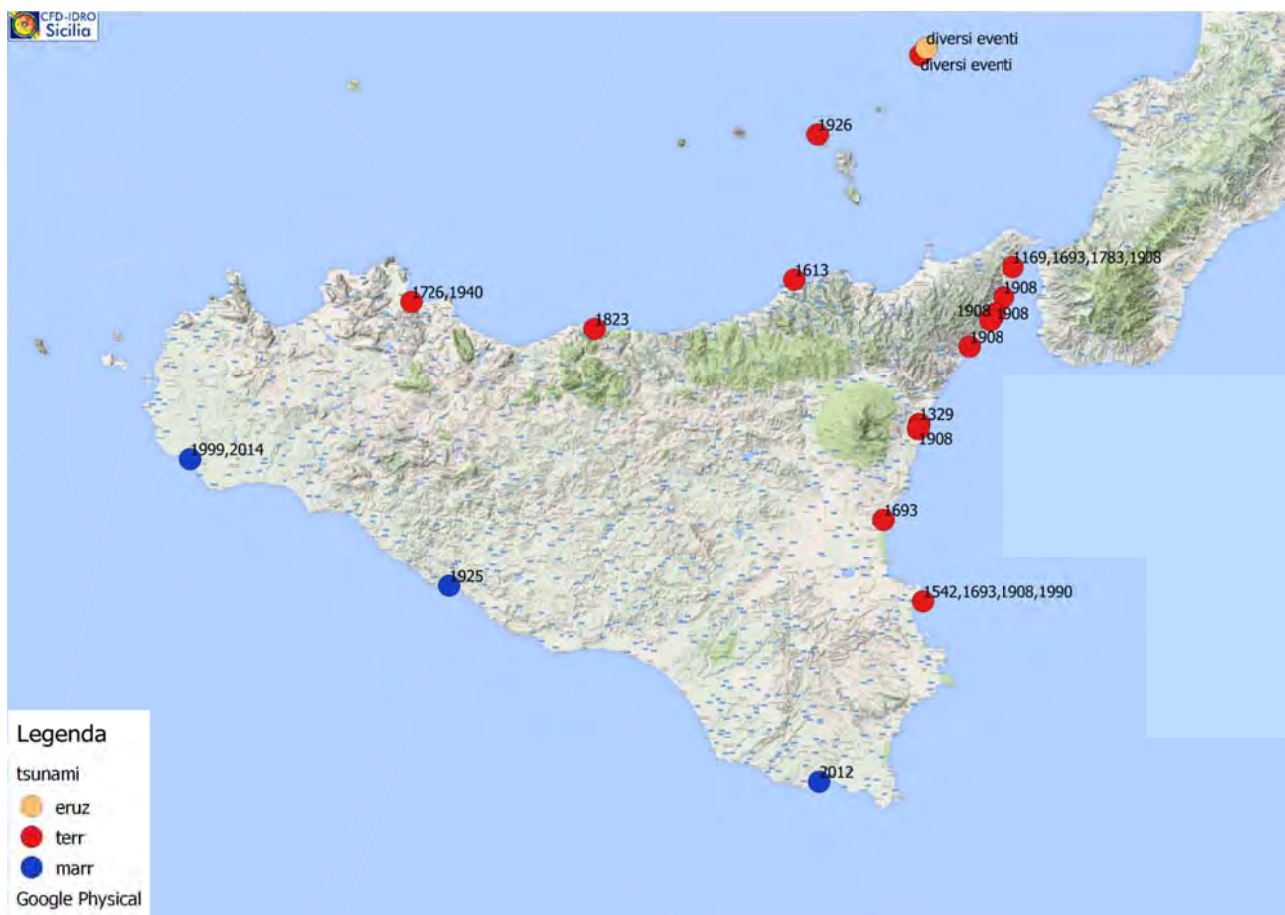 CFD-IDRO
Sicilia
diversi eventi
diversi eventi
1926
1169,1693,1783,1908
1613
1908
1726,1940
1908 1908
1823
1908
1329
1908
1999,2014
1693
1925
1542,1693,1908,1990
2012
Legenda
tsunami
eruz
terr
marr
Google Physical